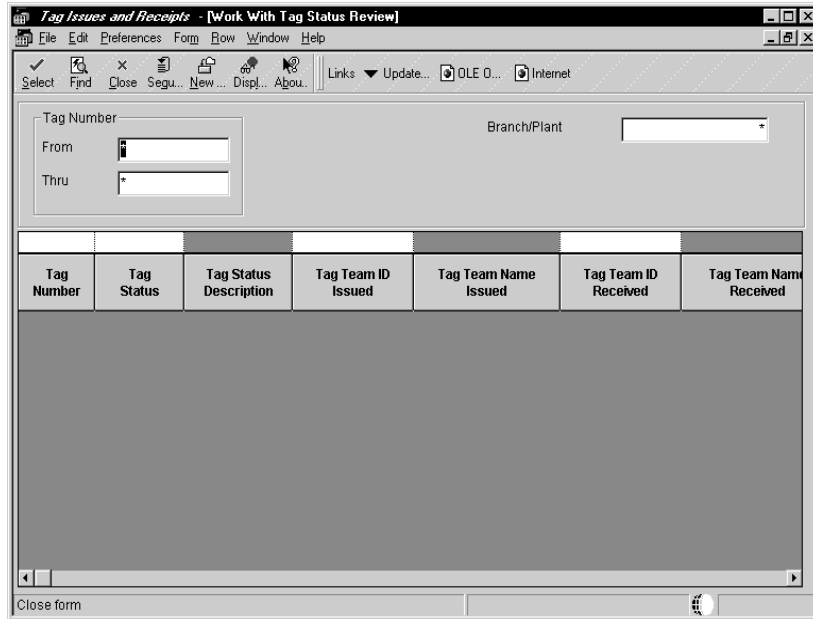 Tag Issues and Receipts - [Work With Tag Status Review]
File Edit Preferences Form Row Window Help
Select Find Close Sequ... New ... Displ... Abou... Links Update... OLE O... Internet
Tag Number
Branch/Plant *
From *
Thru *
Tag Number Tag Status Tag Status Description Tag Team ID Issued Tag Team Name Issued Tag Team ID Received Tag Team Name Received
Close form